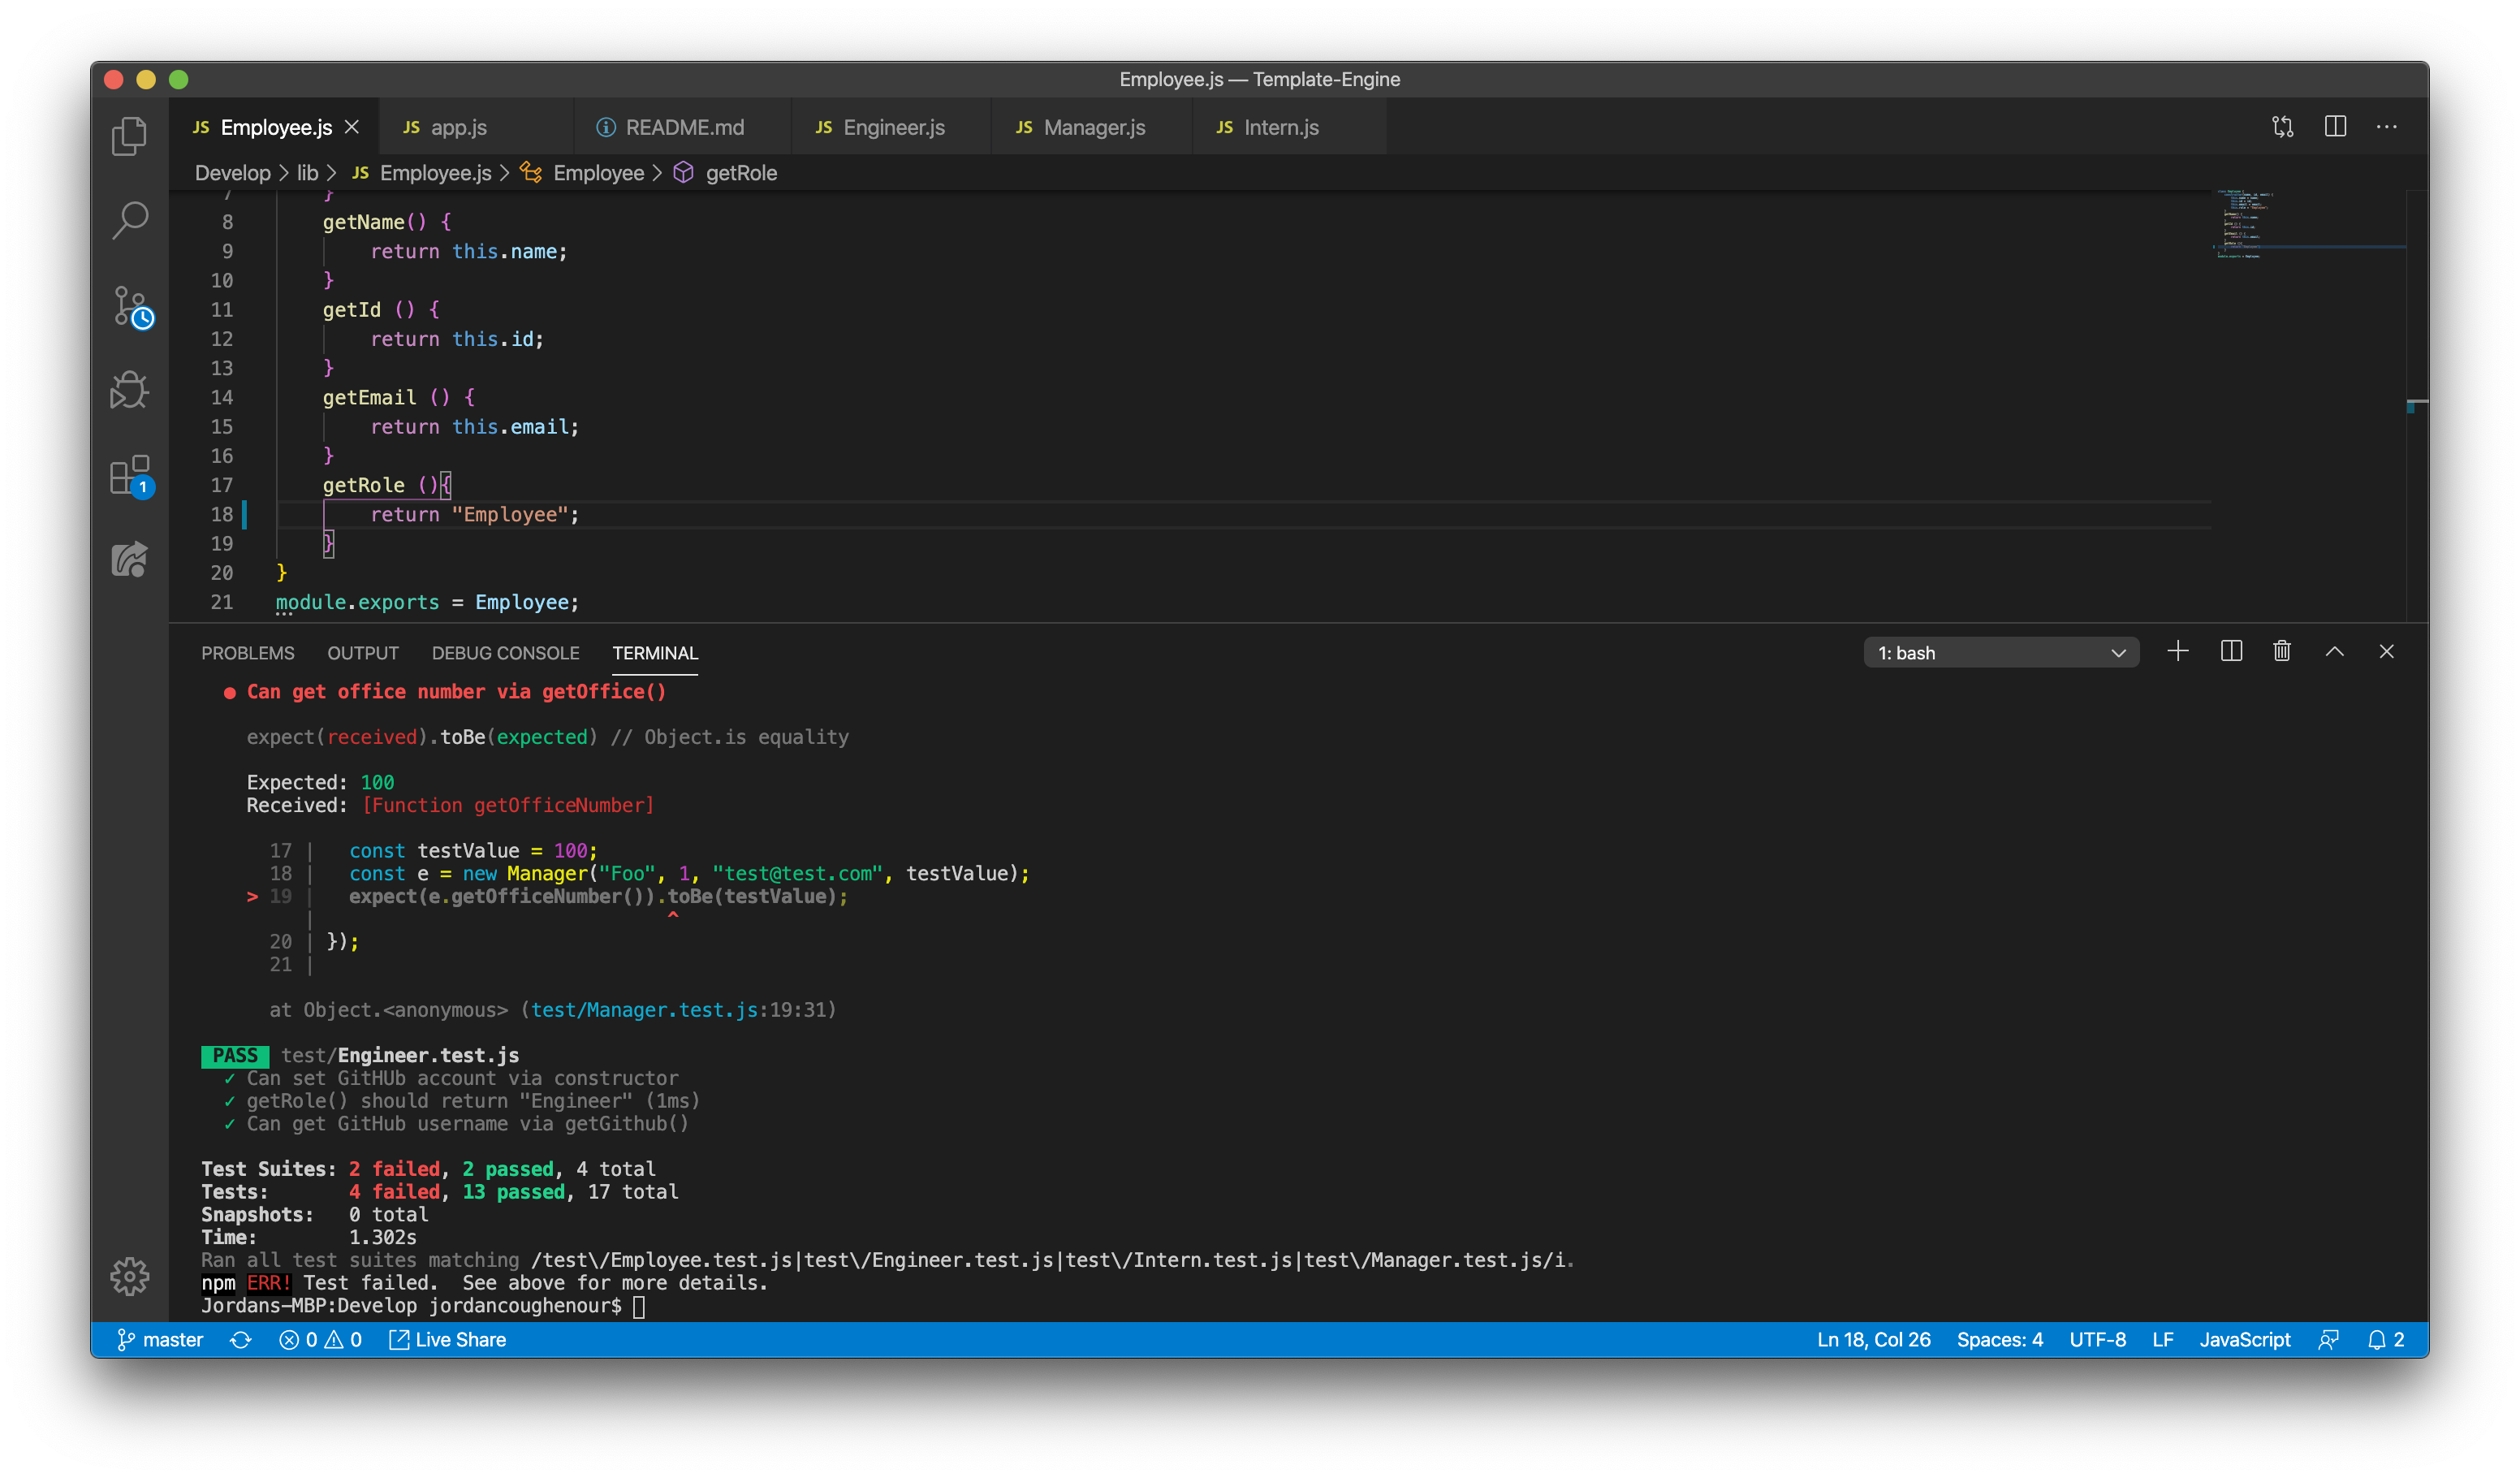 Employee.js — Template-Engine
JS Employee.js
JS app.js
README.md
JS Engineer.js
JS Manager.js
JS Intern.js
Develop > lib > JS Employee.js > Employee > getRole
7 }
8 getName() {
9 return this.name;
10 }
11 getId () {
12 return this.id;
13 }
14 getEmail () {
15 return this.email;
16 }
17 getRole (){
18 return "Employee";
19 }
20 }
21 module.exports = Employee;
1
PROBLEMS OUTPUT DEBUG CONSOLE TERMINAL 1: bash
● Can get office number via getOffice()
expect(received).toBe(expected) // Object.is equality
Expected: 100
Received: [Function getOfficeNumber]
17 | const testValue = 100;
18 | const e = new Manager("Foo", 1, "test@test.com", testValue);
> 19 | expect(e.getOfficeNumber()).toBe(testValue);
| ^
20 | });
21 |
at Object.<anonymous> (test/Manager.test.js:19:31)
PASS test/Engineer.test.js
✓ Can set GitHUb account via constructor
✓ getRole() should return "Engineer" (1ms)
✓ Can get GitHub username via getGithub()
Test Suites: 2 failed, 2 passed, 4 total
Tests: 4 failed, 13 passed, 17 total
Snapshots: 0 total
Time: 1.302s
Ran all test suites matching /test\/Employee.test.js|test\/Engineer.test.js|test\/Intern.test.js|test\/Manager.test.js/i.
npm ERR! Test failed.  See above for more details.
Jordans-MBP:Develop jordancoughenour$
master 0 0 Live Share Ln 18, Col 26 Spaces: 4 UTF-8 LF JavaScript 2